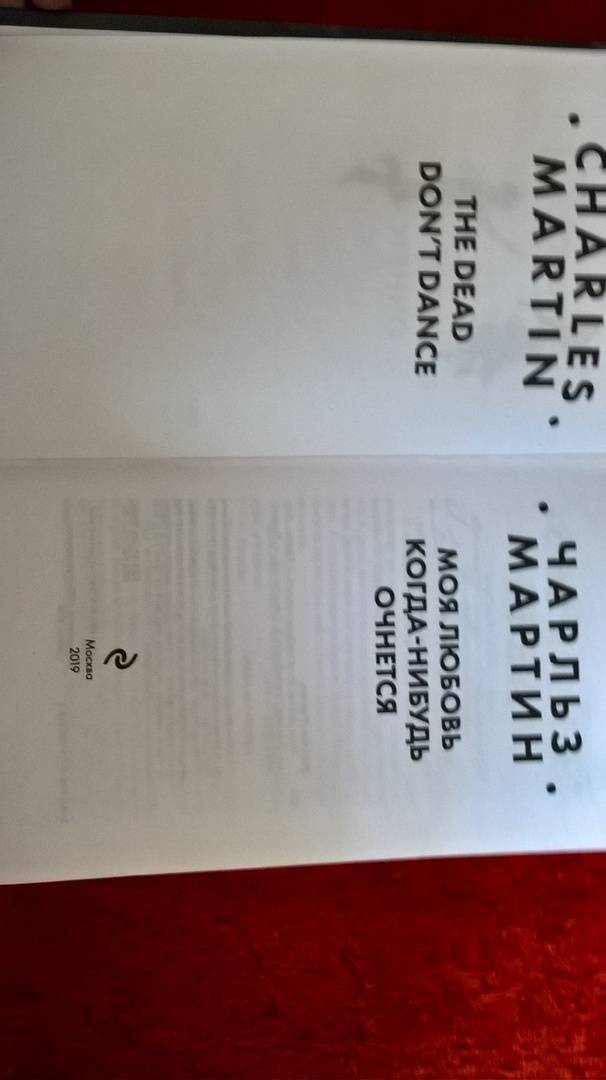 • CHARLES
MARTIN •
THE DEAD
DON'T DANCE
• ЧАРЛЬЗ
МАРТИН •
МОЯ ЛЮБОВЬ
КОГДА-НИБУДЬ
ОЧНЕТСЯ
Москва
2019